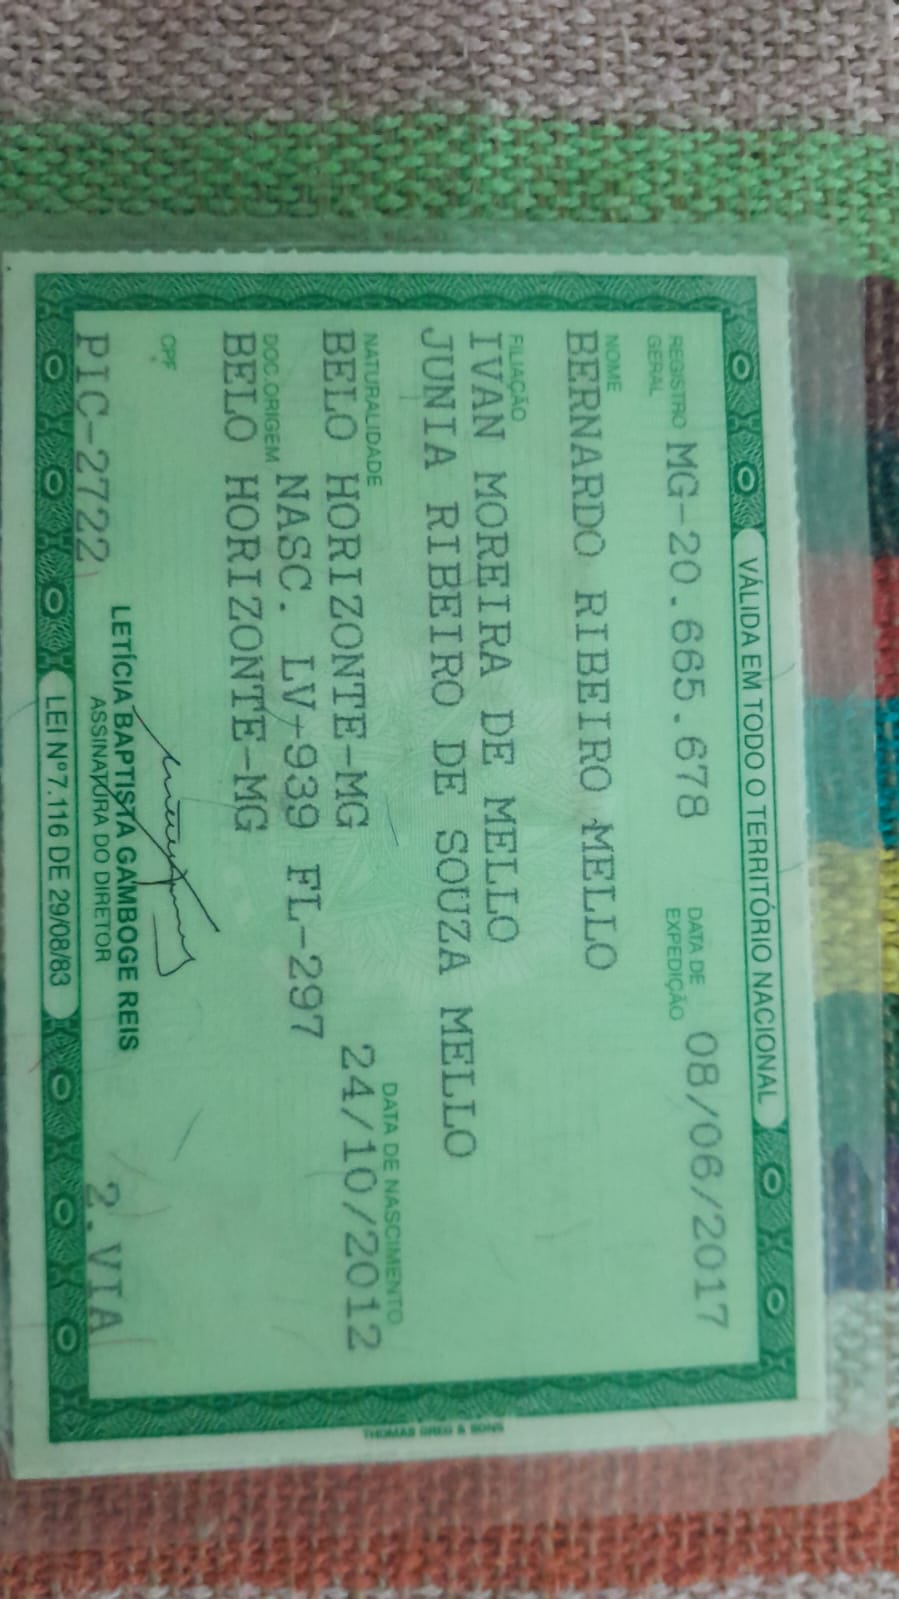 VÁLIDA EM TODO O TERRITÓRIO NACIONAL
REGISTRO GERAL MG-20.665.678 DATA DE EXPEDIÇÃO 08/06/2017
NOME
BERNARDO RIBEIRO MELLO
FILIAÇÃO
IVAN MOREIRA DE MELLO
JUNIA RIBEIRO DE SOUZA MELLO
NATURALIDADE DATA DE NASCIMENTO
BELO HORIZONTE-MG 24/10/2012
DOC.ORIGEM NASC. LV-939 FL-297
BELO HORIZONTE-MG
CPF
LETÍCIA BAPTISTA GAMBOGE REIS
PIC-2722 ASSINATURA DO DIRETOR 2.VIA
LEI Nº7.116 DE 29/08/83
THOMAS GREG & SONS